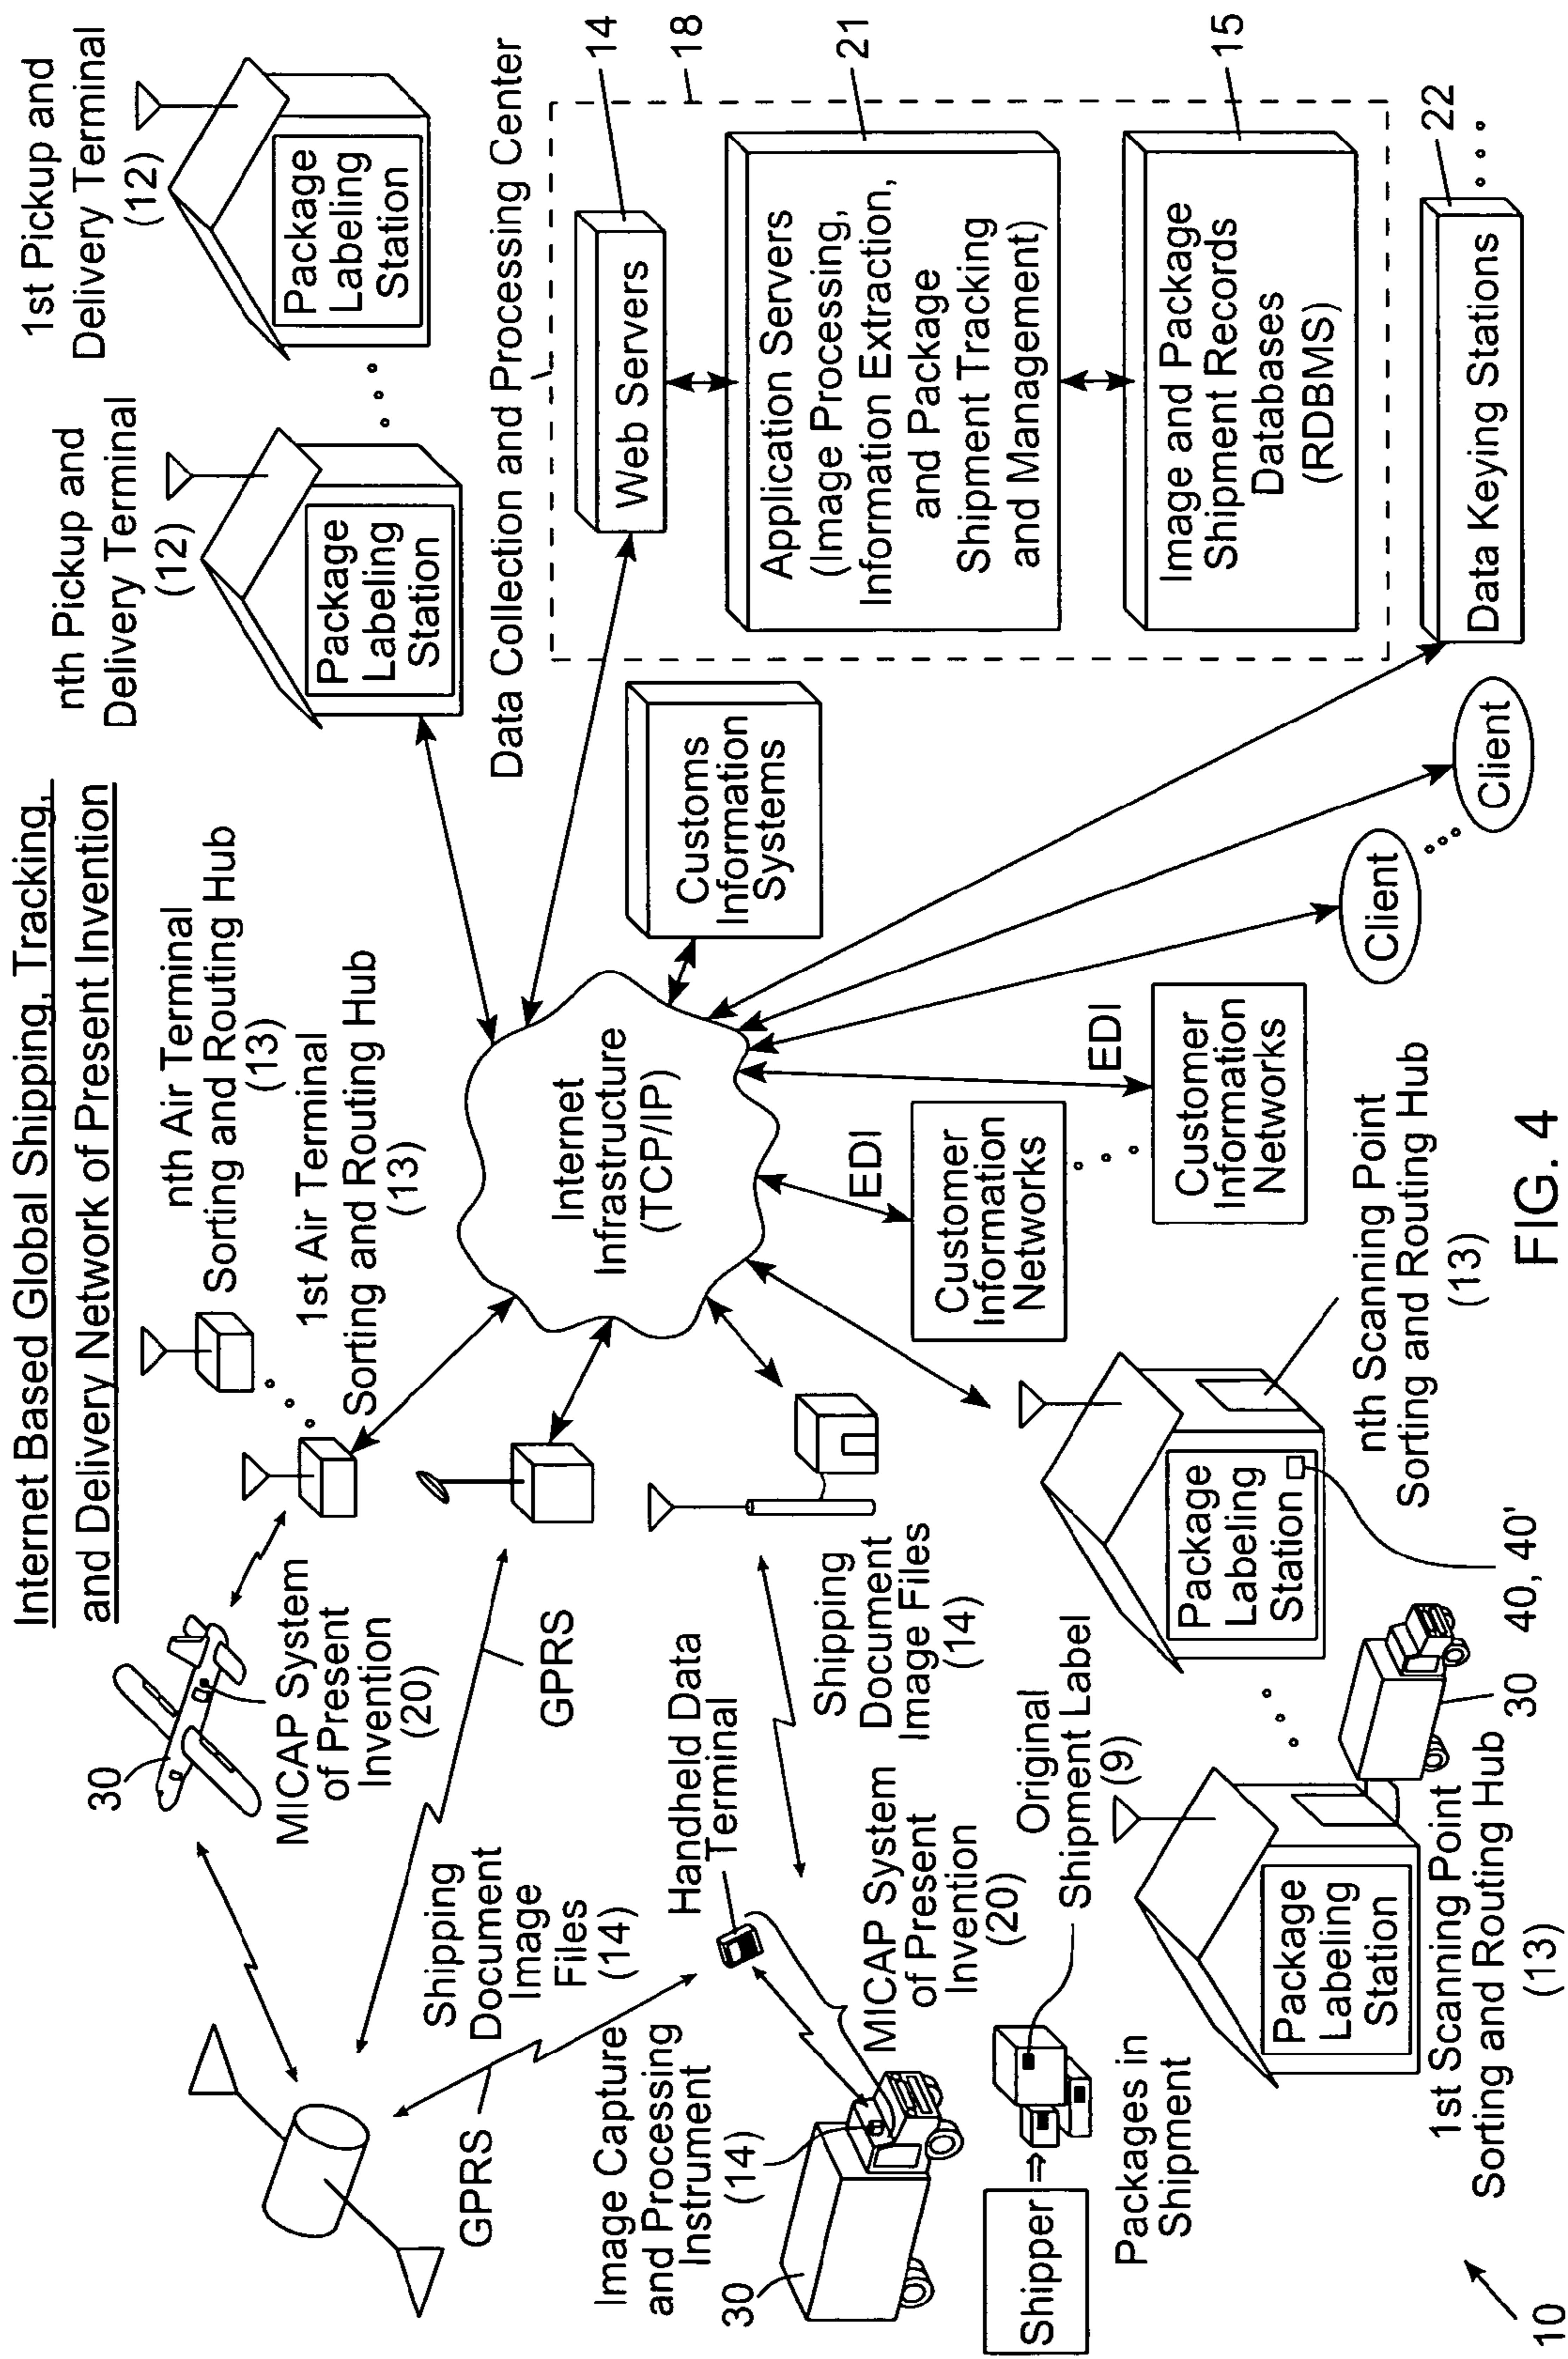 Internet Based Global Shipping, Tracking,
and Delivery Network of Present Invention
1st Pickup and
Delivery Terminal
(12)
Package
Labeling
Station
nth Pickup and
Delivery Terminal
(12)
Package
Labeling
Station
nth Air Terminal
Sorting and Routing Hub
(13)
1st Air Terminal
Sorting and Routing Hub
(13)
30
MICAP System
of Present
Invention
(20)
GPRS
Shipping
Document
Image
Files
(14)
GPRS
Data Collection and Processing Center
14
Web Servers
18
Application Servers
(Image Processing,
Information Extraction,
and Package
Shipment Tracking
and Management)
21
Image and Package
Shipment Records
Databases
(RDBMS)
15
Data Keying Stations
22
Customs
Information
Systems
Internet
Infrastructure
(TCP/IP)
Client
Client
EDI
Customer
Information
Networks
EDI
Customer
Information
Networks
Handheld Data
Terminal
Shipping
Document
Image Files
(14)
Image Capture
and Processing
Instrument
(14)
30
MICAP System
of Present
Invention
(20)
Original
Shipment Label
(9)
Shipper
⇒
Packages in
Shipment
Package
Labeling
Station
nth Scanning Point
Sorting and Routing Hub
(13)
40, 40'
30
Package
Labeling
Station
1st Scanning Point
Sorting and Routing Hub
(13)
10
FIG. 4